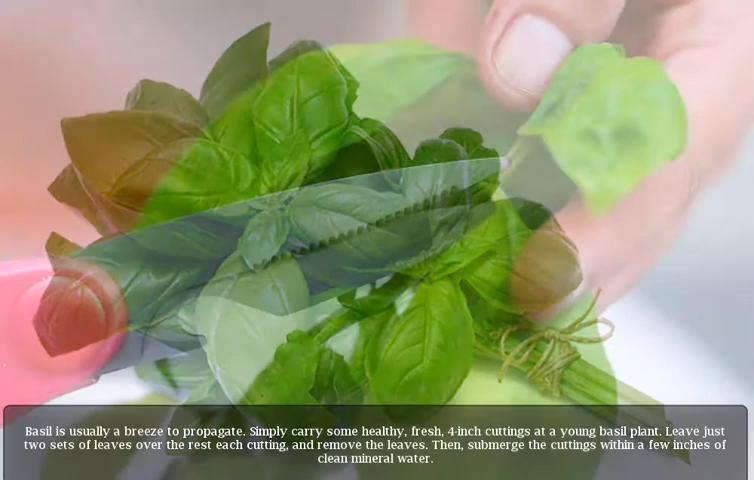 Basil is usually a breeze to propagate. Simply carry some healthy, fresh, 4-inch cuttings at a young basil plant. Leave just
two sets of leaves over the rest each cutting, and remove the leaves. Then, submerge the cuttings within a few inches of
clean mineral water.